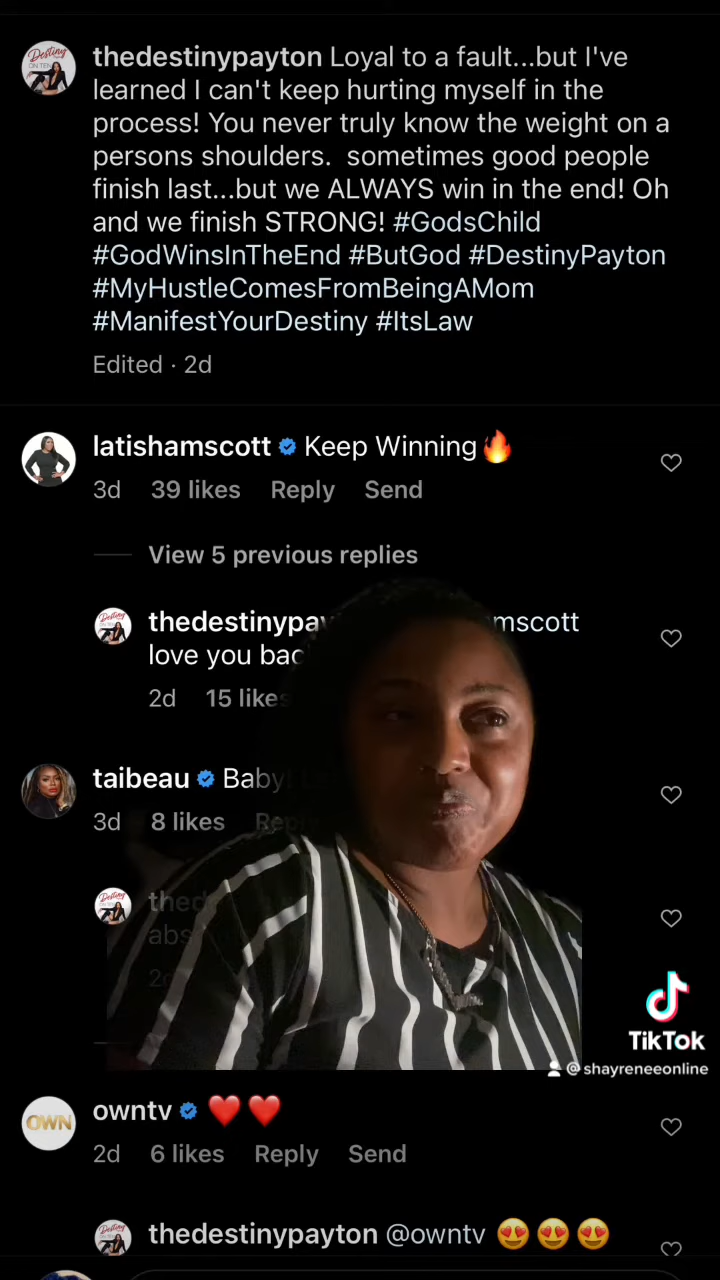 thedestinypayton Loyal to a fault...but I've
learned I can't keep hurting myself in the
process! You never truly know the weight on a
persons shoulders.  sometimes good people
finish last...but we ALWAYS win in the end! Oh
and we finish STRONG! #GodsChild
#GodWinsInTheEnd #ButGod #DestinyPayton
#MyHustleComesFromBeingAMom
#ManifestYourDestiny #ItsLaw
Edited · 2d
latishamscott Keep Winning 🔥
3d 39 likes Reply Send
View 5 previous replies
love you
2d 15 likes
taibeau Baby!
3d 8 likes Reply
TikTok
@shayreneeonline
OWN
owntv ❤️ ❤️
2d 6 likes Reply Send
thedestinypayton @owntv 😍 😍 😍